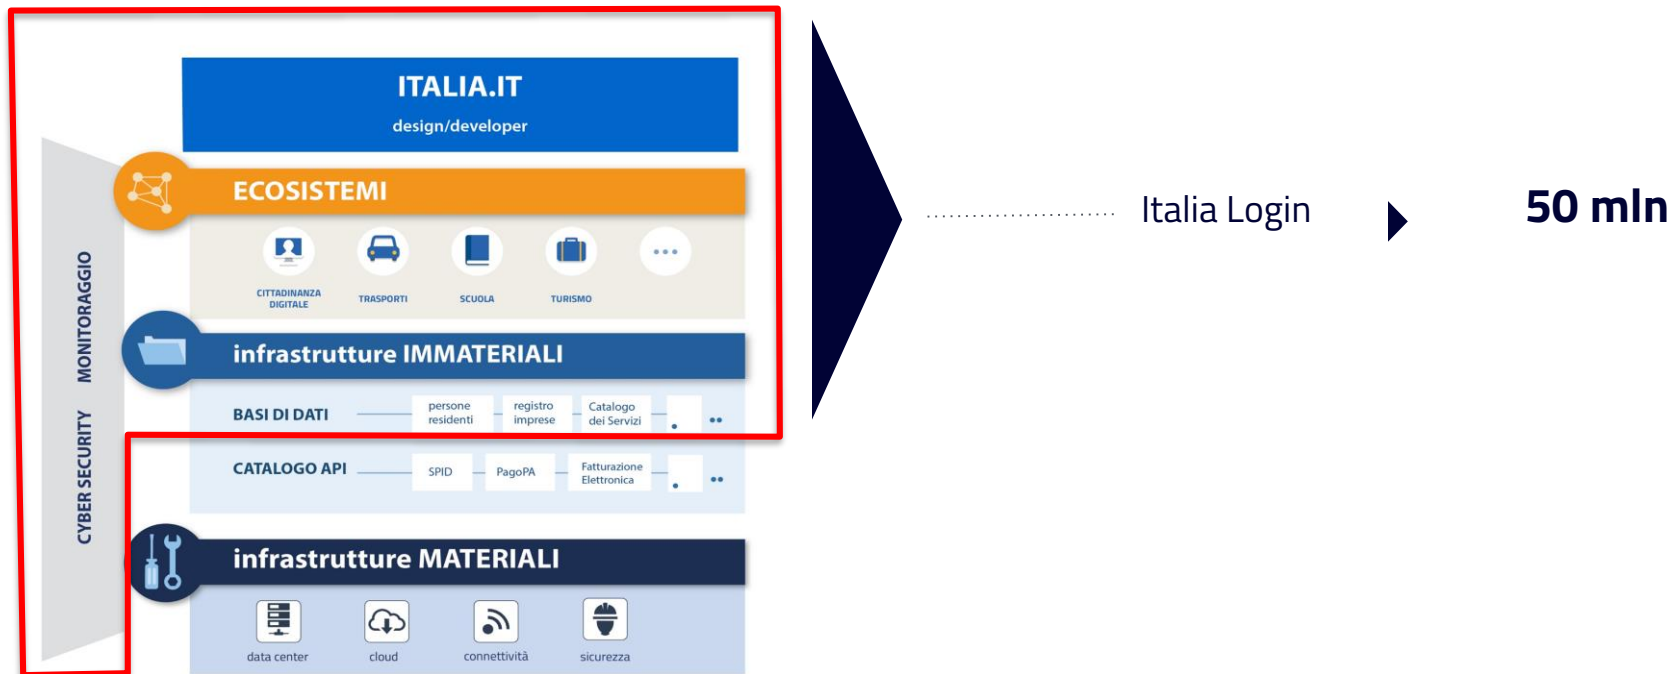 ITALIA.IT
design/developer
ECOSISTEMI
CITTADINANZA
DIGITALE
TRASPORTI
SCUOLA
TURISMO
infrastrutture IMMATERIALI
BASI DI DATI
persone
residenti
registro
imprese
Catalogo
dei Servizi
CATALOGO API
SPID
PagoPA
Fatturazione
Elettronica
infrastrutture MATERIALI
data center
cloud
connettività
sicurezza
CYBER SECURITY MONITORAGGIO
Italia Login
50 mln